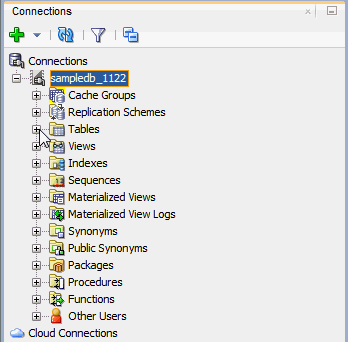 Connections
Connections
sampledb_1122
Cache Groups
Replication Schemes
Tables
Views
Indexes
Sequences
Materialized Views
Materialized View Logs
Synonyms
Public Synonyms
Packages
Procedures
Functions
Other Users
Cloud Connections